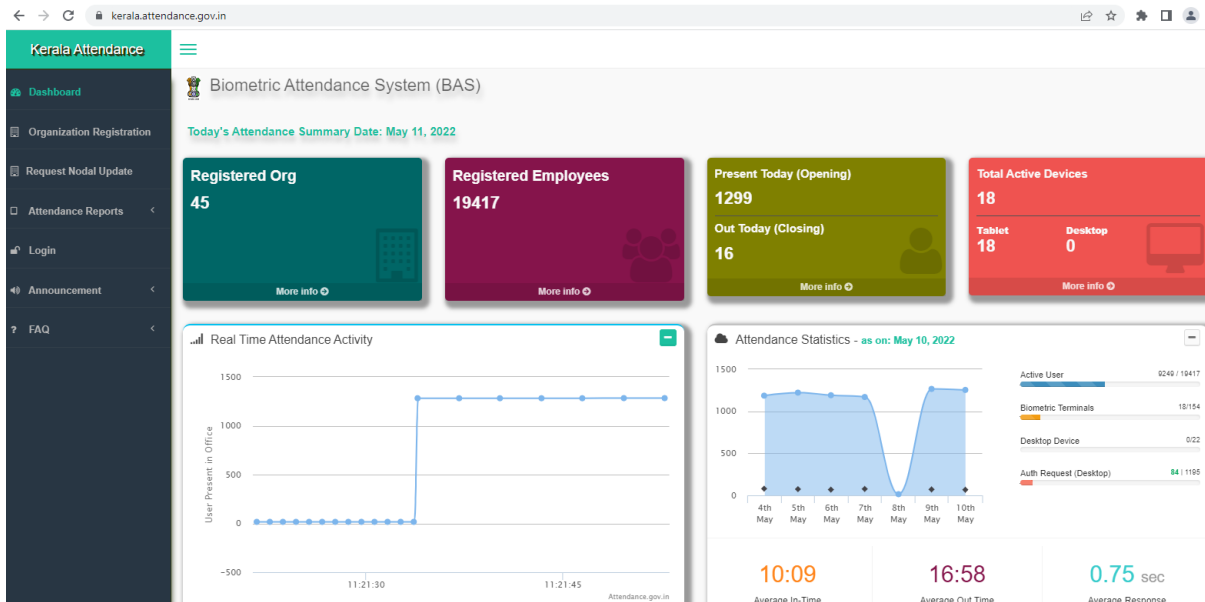 kerala.attendance.gov.in
Kerala Attendance
Dashboard
Organization Registration
Request Nodal Update
Attendance Reports
Login
Announcement
? FAQ
Biometric Attendance System (BAS)
Today's Attendance Summary Date: May 11, 2022
Registered Org
45
More info
Registered Employees
19417
More info
Present Today (Opening)
1299
Out Today (Closing)
16
More info
Total Active Devices
18
Tablet Desktop
18 0
More info
Real Time Attendance Activity
User Present in Office
1500
1000
500
0
-500
11:21:30 11:21:45
Attendance.gov.in
Attendance Statistics - as on: May 10, 2022
1500
1000
500
0
4th 5th 6th 7th 8th 9th 10th
May May May May May May May
Active User 9249 / 19417
Biometric Terminals 18/154
Desktop Device 0/22
Auth Request (Desktop) 84 | 1195
10:09 16:58 0.75 sec
Average In-Time Average Out Time Average Response